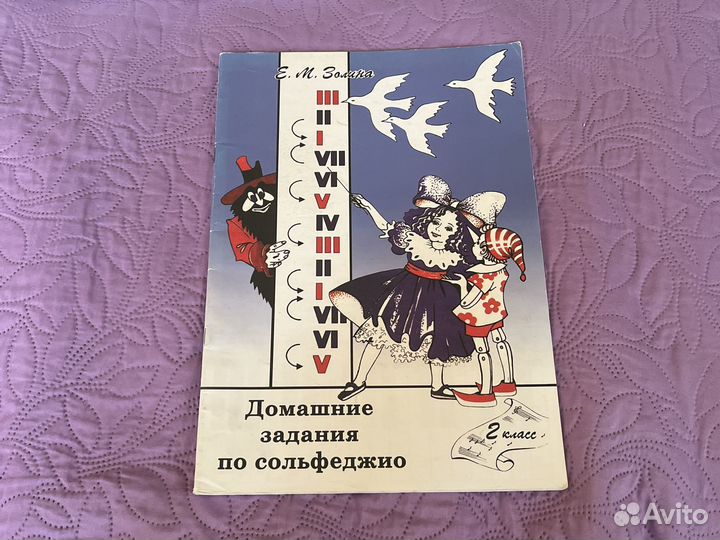 Е. М. Золина
III
II
I
VII
VI
V
IV
III
II
I
VII
VI
V
Домашние
задания
по сольфеджио
2 класс
Avito